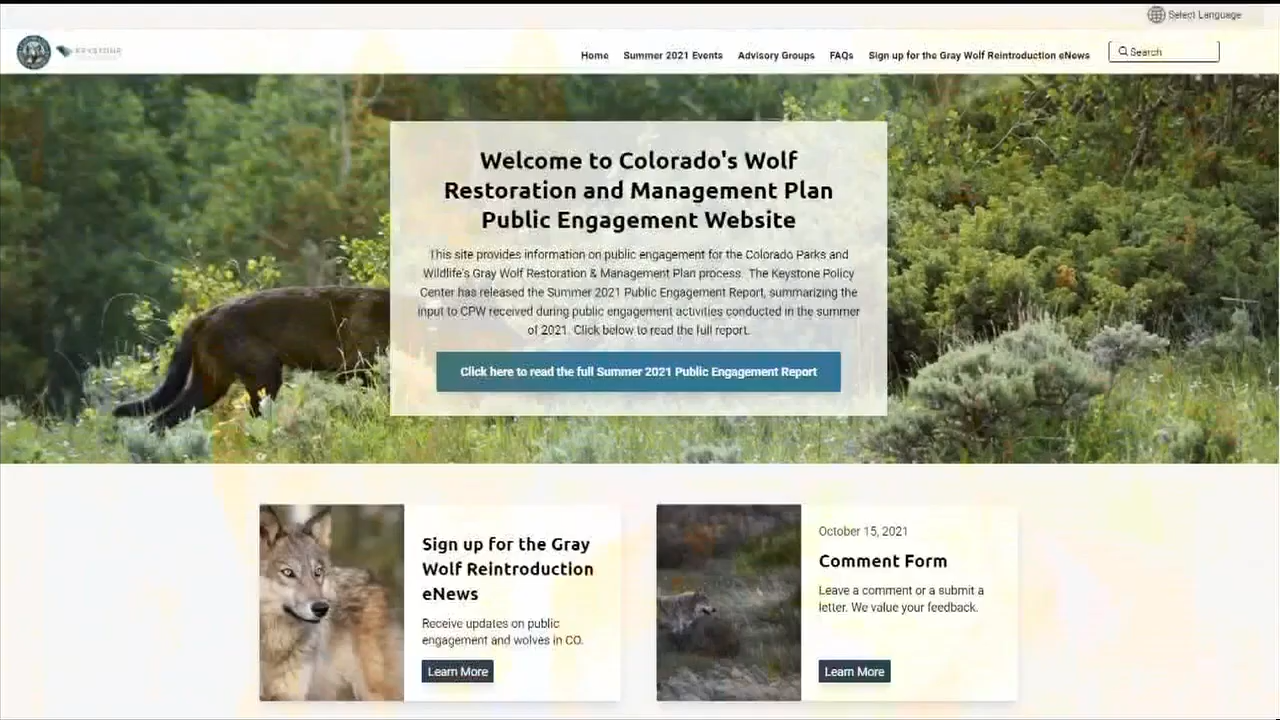 Select Language
KEYSTONE
Home
Summer 2021 Events
Advisory Groups
FAQs
Sign up for the Gray Wolf Reintroduction eNews
Search
Welcome to Colorado's Wolf
Restoration and Management Plan
Public Engagement Website
This site provides information on public engagement for the Colorado Parks and
Wildlife's Gray Wolf Restoration & Management Plan process. The Keystone Policy
Center has released the Summer 2021 Public Engagement Report, summarizing the
input to CPW received during public engagement activities conducted in the summer
of 2021. Click below to read the full report.
Click here to read the full Summer 2021 Public Engagement Report
Sign up for the Gray
Wolf Reintroduction
eNews
Receive updates on public
engagement and wolves in CO.
Learn More
October 15, 2021
Comment Form
Leave a comment or a submit a
letter. We value your feedback.
Learn More